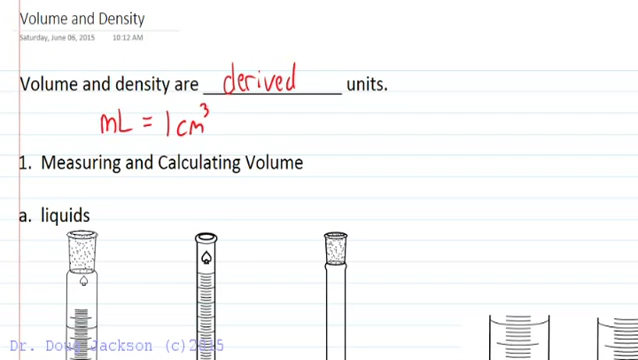 Volume and Density
Saturday, June 06, 2015 10:12 AM
Volume and density are derived units.
mL = 1 cm³
1. Measuring and Calculating Volume
a. liquids
Dr. Doug Jackson (c)2015